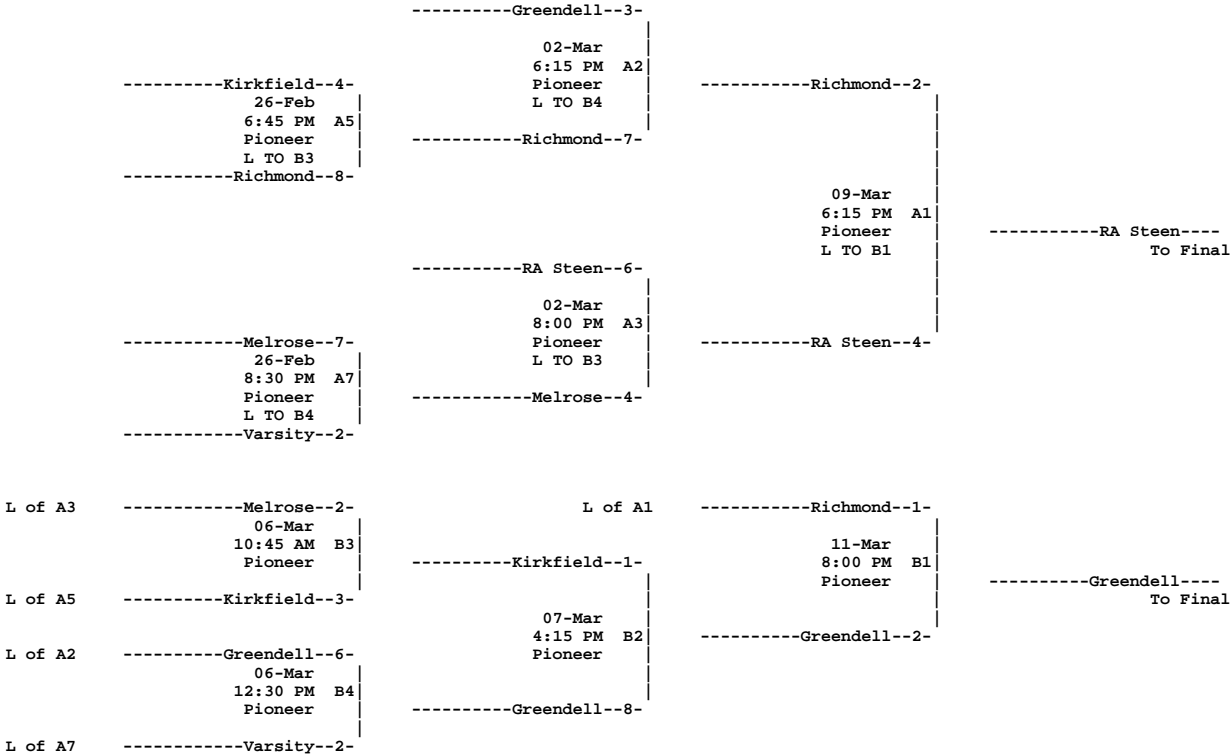 ----------Greendell--3-
|
02-Mar |
6:15 PM A2|
----------Kirkfield--4- Pioneer | -----------Richmond--2-
26-Feb | L TO B4 | |
6:45 PM A5| | |
Pioneer | -----------Richmond--7- |
L TO B3 | |
-----------Richmond--8- |
09-Mar |
6:15 PM A1|
Pioneer | -----------RA Steen----
L TO B1 | To Final
-----------RA Steen--6- |
| |
02-Mar | |
8:00 PM A3| |
------------Melrose--7- Pioneer | -----------RA Steen--4-
26-Feb | L TO B3 |
8:30 PM A7| |
Pioneer | ------------Melrose--4-
L TO B4 |
------------Varsity--2-
L of A3 ------------Melrose--2- L of A1 -----------Richmond--1-
06-Mar | |
10:45 AM B3| 11-Mar |
Pioneer | ----------Kirkfield--1- 8:00 PM B1|
| | Pioneer | ----------Greendell----
L of A5 ----------Kirkfield--3- | | To Final
07-Mar | |
4:15 PM B2| ----------Greendell--2-
L of A2 ----------Greendell--6- Pioneer |
06-Mar | |
12:30 PM B4| |
Pioneer | ----------Greendell--8-
|
L of A7 ------------Varsity--2-